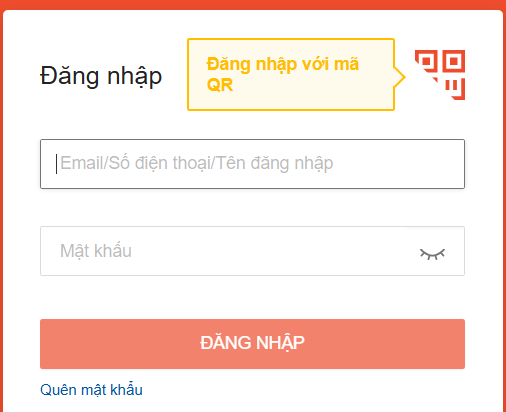 Đăng nhập
Đăng nhập với mã
QR
Email/Số điện thoại/Tên đăng nhập
Mật khẩu
ĐĂNG NHẬP
Quên mật khẩu